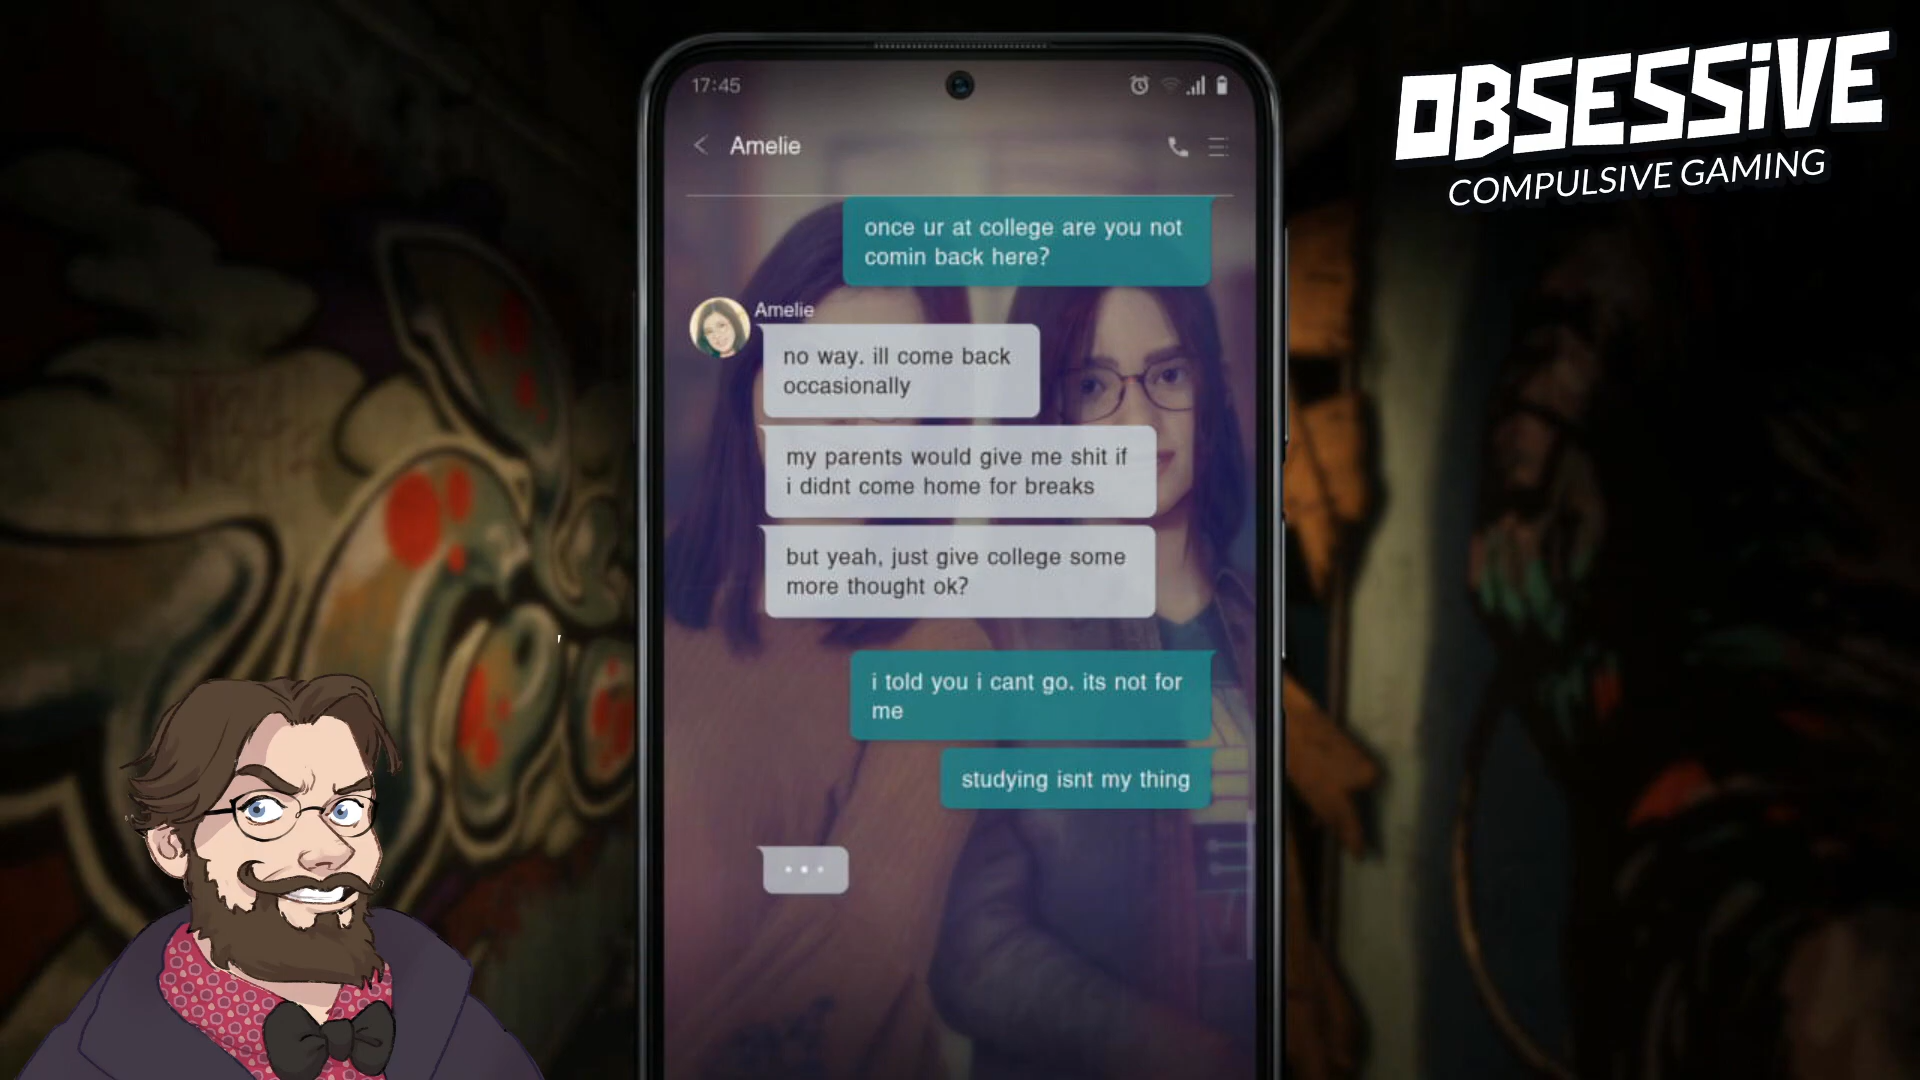 OBSESSiVE
COMPULSIVE GAMING
17:45
Amelie
once ur at college are you not
comin back here?
Amelie
no way. ill come back
occasionally
my parents would give me shit if
i didnt come home for breaks
but yeah, just give college some
more thought ok?
i told you i cant go. its not for
me
studying isnt my thing
...